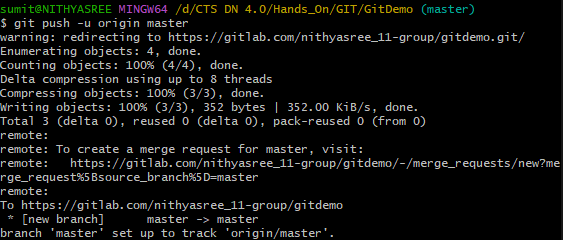 sumit@NITHYASREE MINGW64 /d/CTS DN 4.0/Hands_On/GIT/GitDemo (master)
$ git push -u origin master
warning: redirecting to https://gitlab.com/nithyasree_11-group/gitdemo.git/
Enumerating objects: 4, done.
Counting objects: 100% (4/4), done.
Delta compression using up to 8 threads
Compressing objects: 100% (3/3), done.
Writing objects: 100% (3/3), 352 bytes | 352.00 KiB/s, done.
Total 3 (delta 0), reused 0 (delta 0), pack-reused 0 (from 0)
remote:
remote: To create a merge request for master, visit:
remote:   https://gitlab.com/nithyasree_11-group/gitdemo/-/merge_requests/new?me
rge_request%5Bsource_branch%5D=master
remote:
To https://gitlab.com/nithyasree_11-group/gitdemo
 * [new branch]      master -> master
branch 'master' set up to track 'origin/master'.